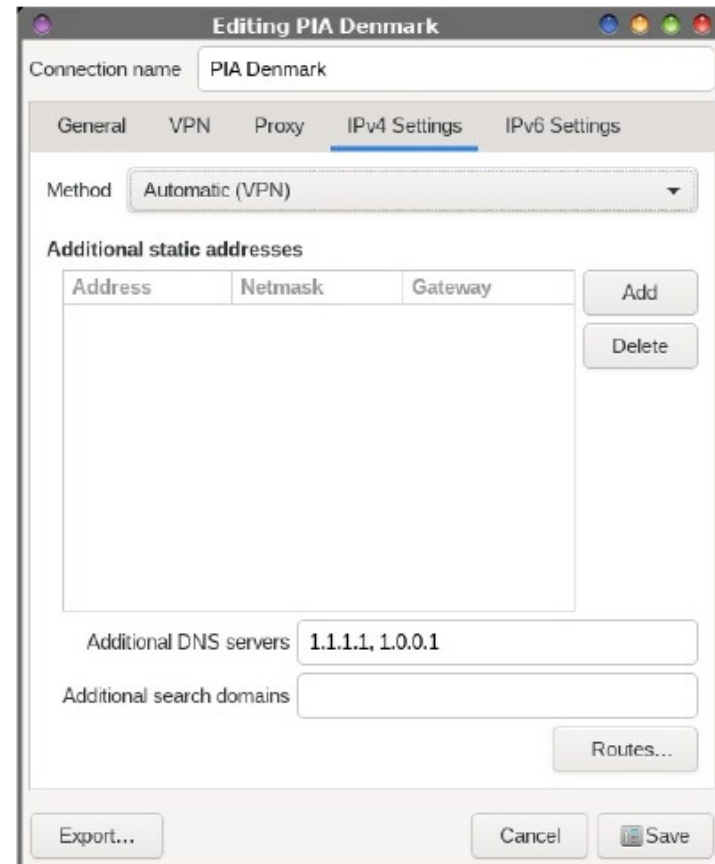 Editing PIA Denmark
Connection name PIA Denmark
General VPN Proxy IPv4 Settings IPv6 Settings
Method Automatic (VPN)
Additional static addresses
Address Netmask Gateway
Add
Delete
Additional DNS servers 1.1.1.1, 1.0.0.1
Additional search domains
Routes...
Export... Cancel Save